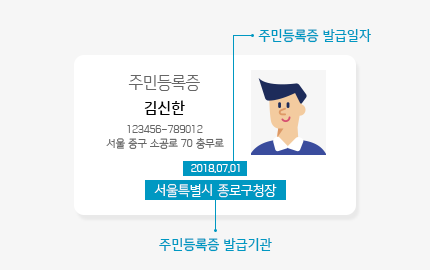 주민등록증 발급일자
주민등록증
김신한
123456-789012
서울 중구 소공로 70 충무로
2018.07.01
서울특별시 종로구청장
주민등록증 발급기관